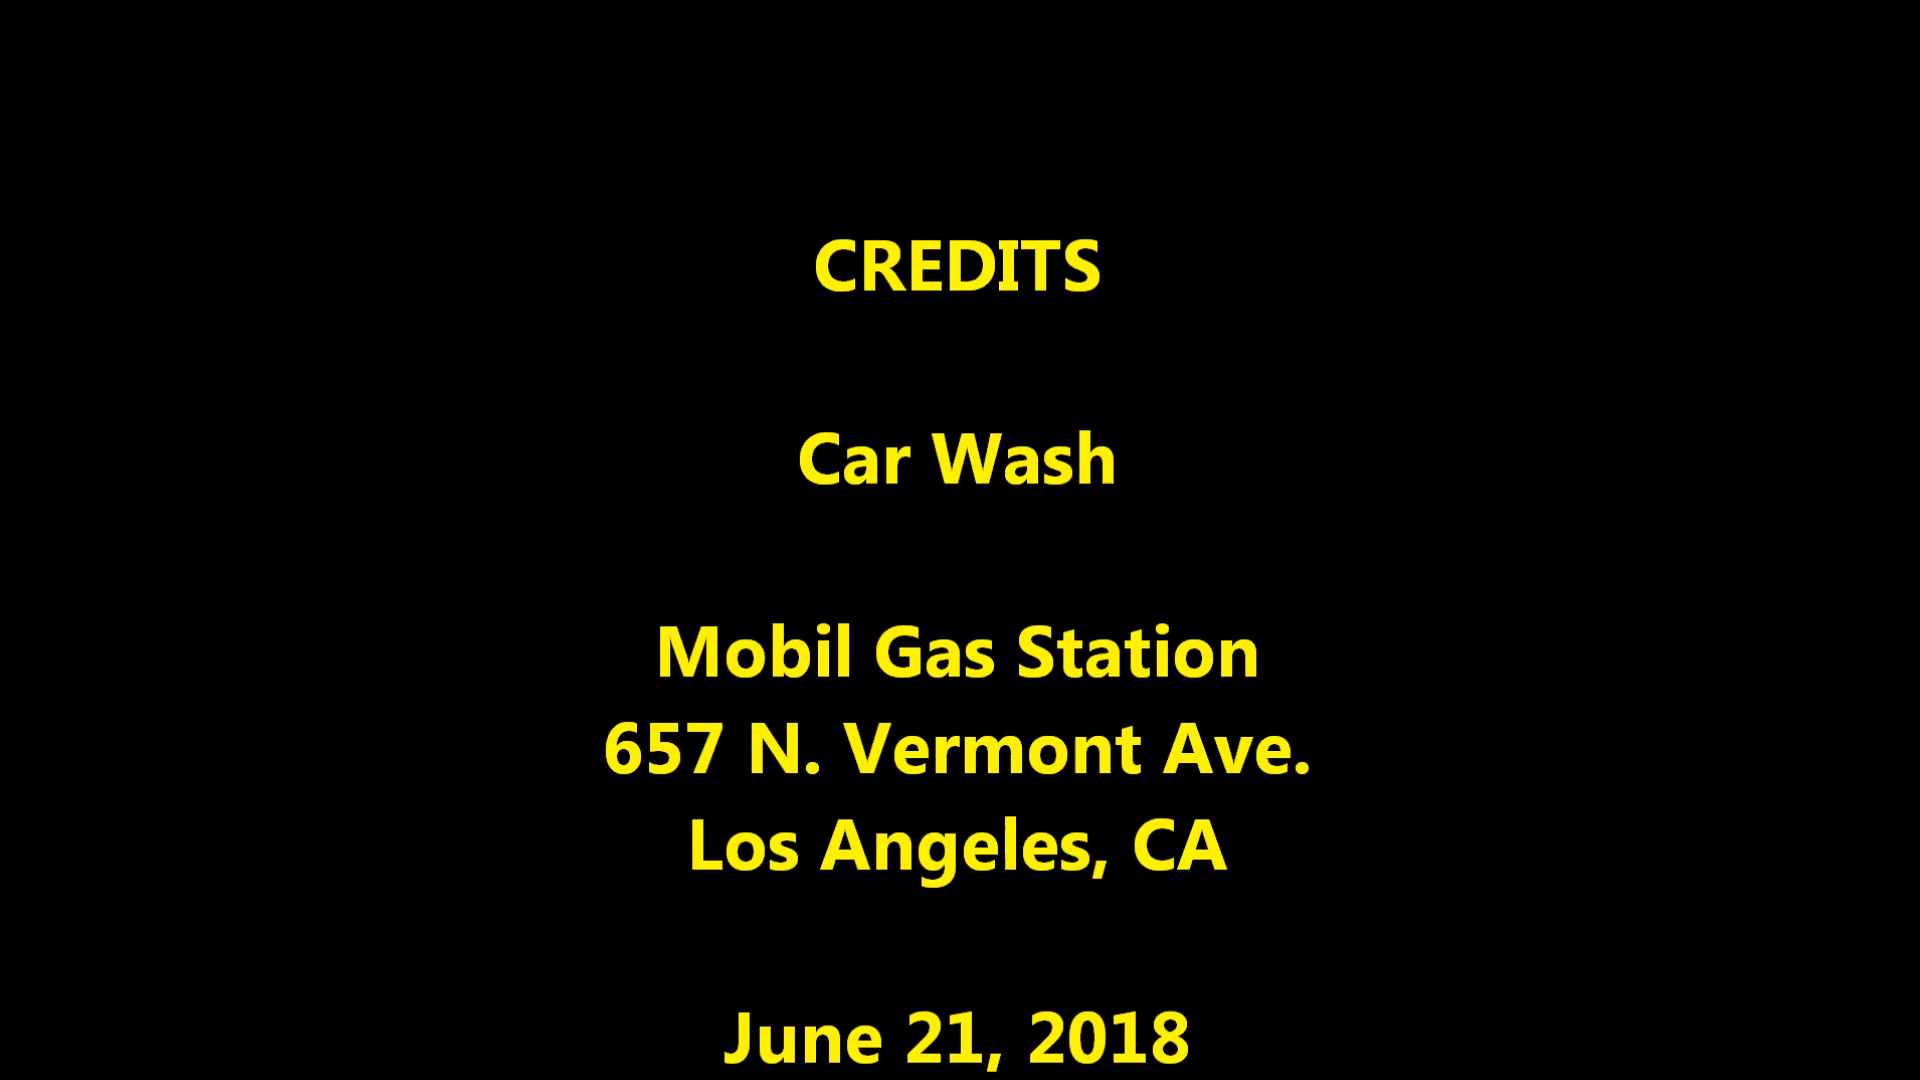 CREDITS
Car Wash
Mobil Gas Station
657 N. Vermont Ave.
Los Angeles, CA
June 21, 2018